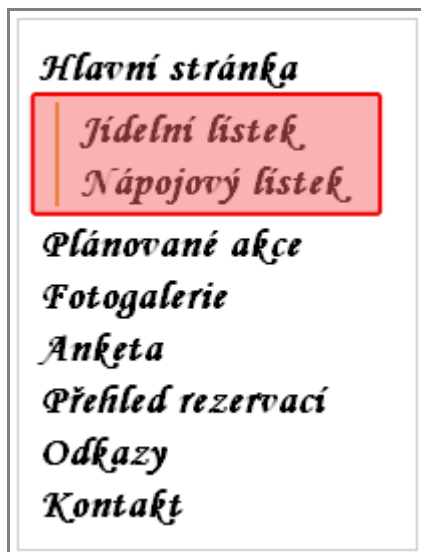 Hlavní stránka
Jídelní lístek
Nápojový lístek
Plánované akce
Fotogalerie
Anketa
Přehled rezervací
Odkazy
Kontakt